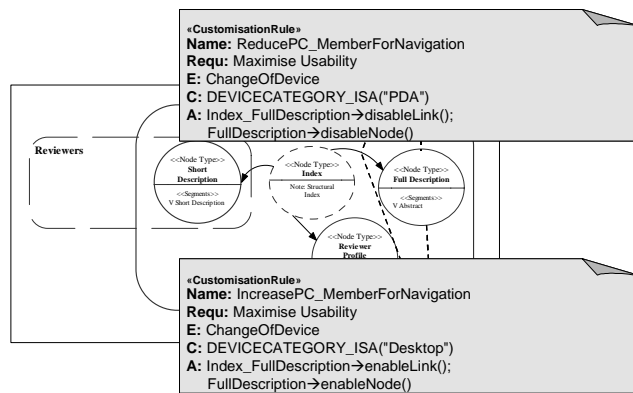 «CustomisationRule»
Name: ReducePC_MemberForNavigation
Requ: Maximise Usability
E: ChangeOfDevice
C: DEVICECATEGORY_ISA("PDA")
A: Index_FullDescription→disableLink();
FullDescription→disableNode()
Reviewers
<<Node Type>>
Short
Description
<<Segments>>
V Short Description
<<Node Type>>
Index
Note: Structural
Index
<<Node Type>>
Full Description
<<Segments>>
V Abstract
<<Node Type>>
Reviewer
Profile
«CustomisationRule»
Name: IncreasePC_MemberForNavigation
Requ: Maximise Usability
E: ChangeOfDevice
C: DEVICECATEGORY_ISA("Desktop")
A: Index_FullDescription→enableLink();
FullDescription→enableNode()